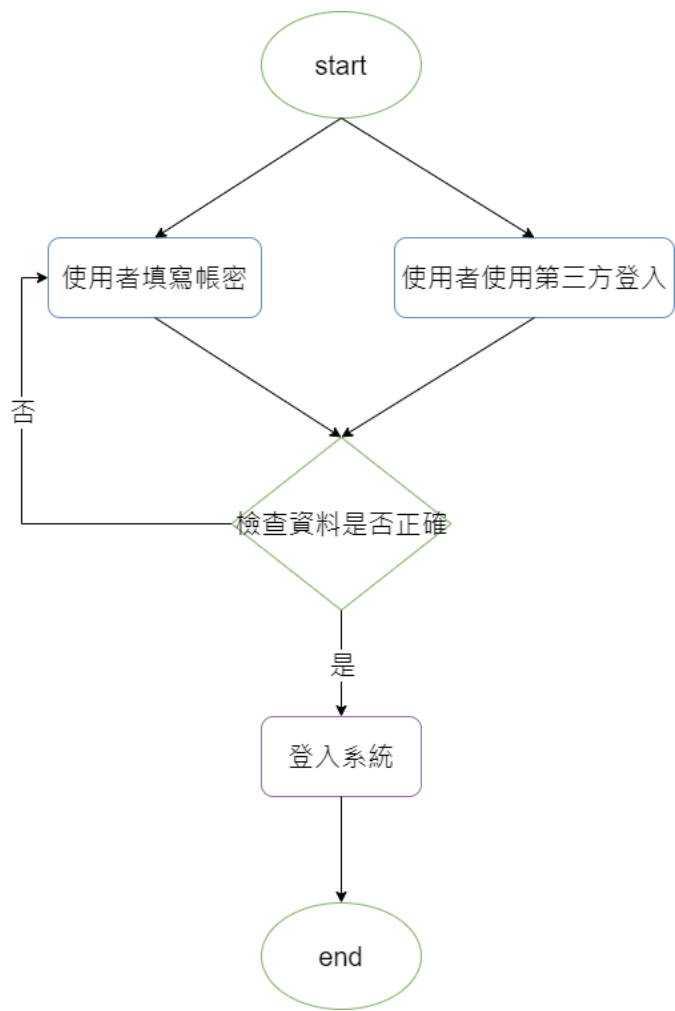 start
使用者填寫帳密
使用者使用第三方登入
否
檢查資料是否正確
是
登入系統
end